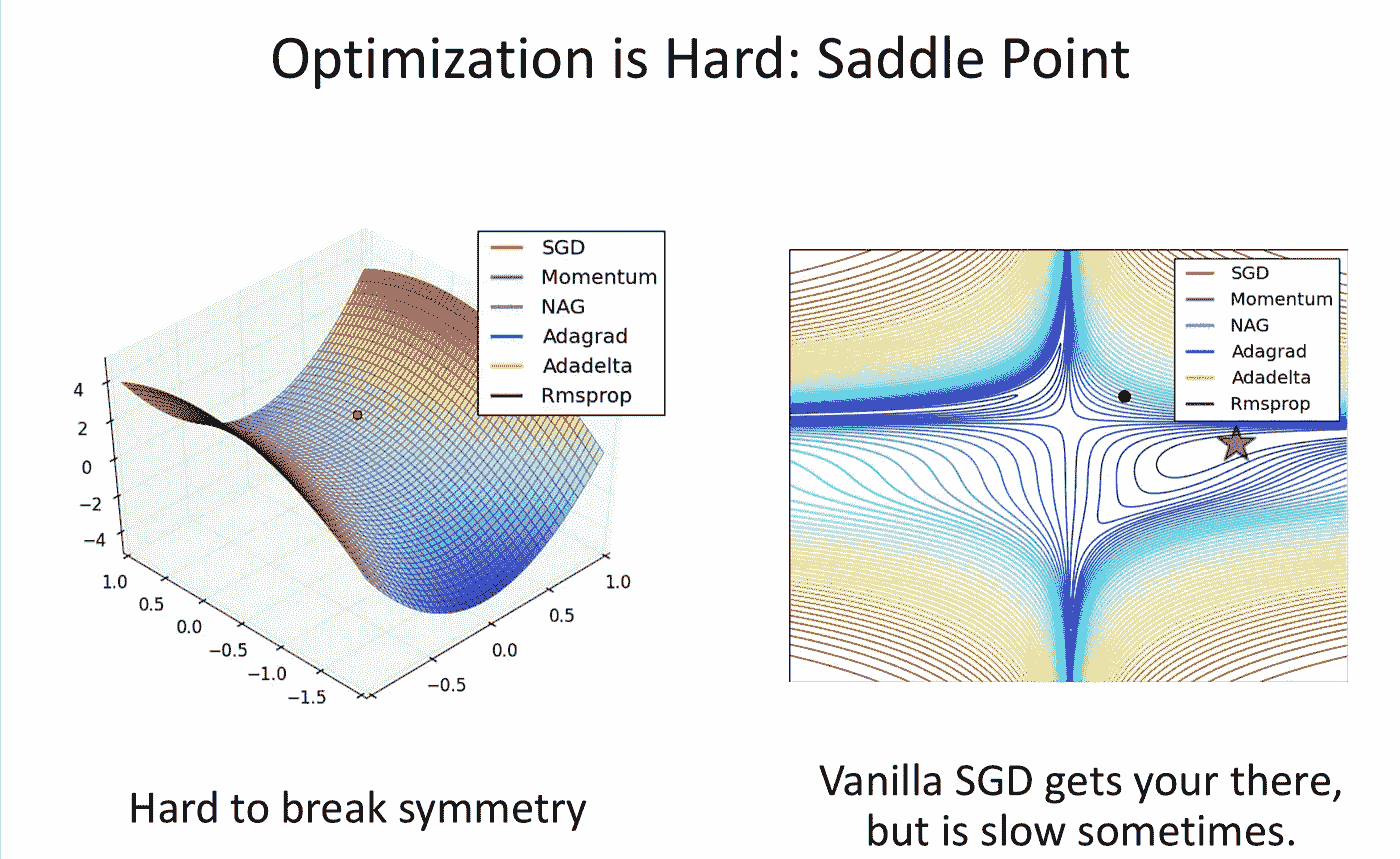 Optimization is Hard: Saddle Point
SGD
Momentum
NAG
Adagrad
Adadelta
Rmsprop
4
2
0
−2
−4
1.0
0.5
0.0
−0.5
−1.0
−1.5
−0.5
0.0
0.5
1.0
Hard to break symmetry
SGD
Momentum
NAG
Adagrad
Adadelta
Rmsprop
Vanilla SGD gets your there,
but is slow sometimes.